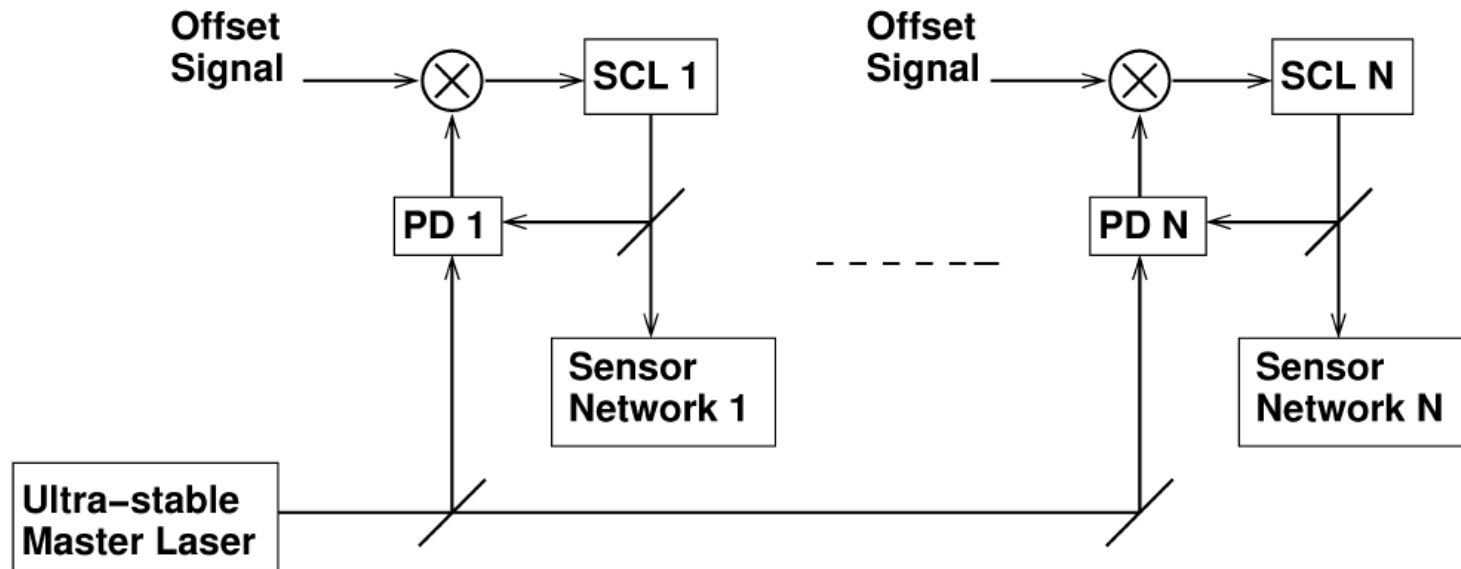 Offset
Signal
SCL 1
PD 1
Sensor
Network 1
Offset
Signal
SCL N
PD N
Sensor
Network N
Ultra−stable
Master Laser